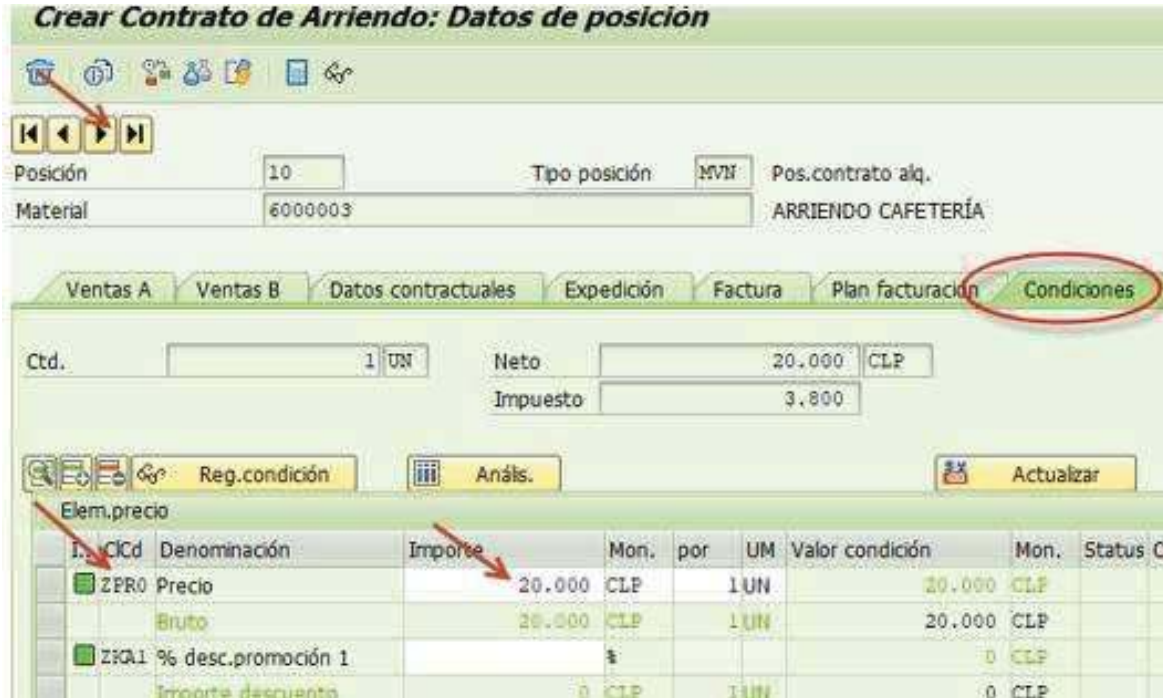 Crear Contrato de Arriendo: Datos de posición
Posición 10 Tipo posición MVN Pos.contrato alq.
Material 6000003 ARRIENDO CAFETERÍA
Ventas A Ventas B Datos contractuales Expedición Factura Plan facturación Condiciones
Ctd. 1 UN Neto 20.000 CLP
Impuesto 3.800
Reg.condición Anális. Actualizar
Elem.precio
I.. ClCd Denominación Importe Mon. por UM Valor condición Mon. Status C
ZPR0 Precio 20.000 CLP 1 UN 20.000 CLP
Bruto 20.000 CLP 1 UN 20.000 CLP
ZKA1 % desc.promoción 1 % 0 CLP
Importe descuento 0 CLP 1 UN 0 CLP